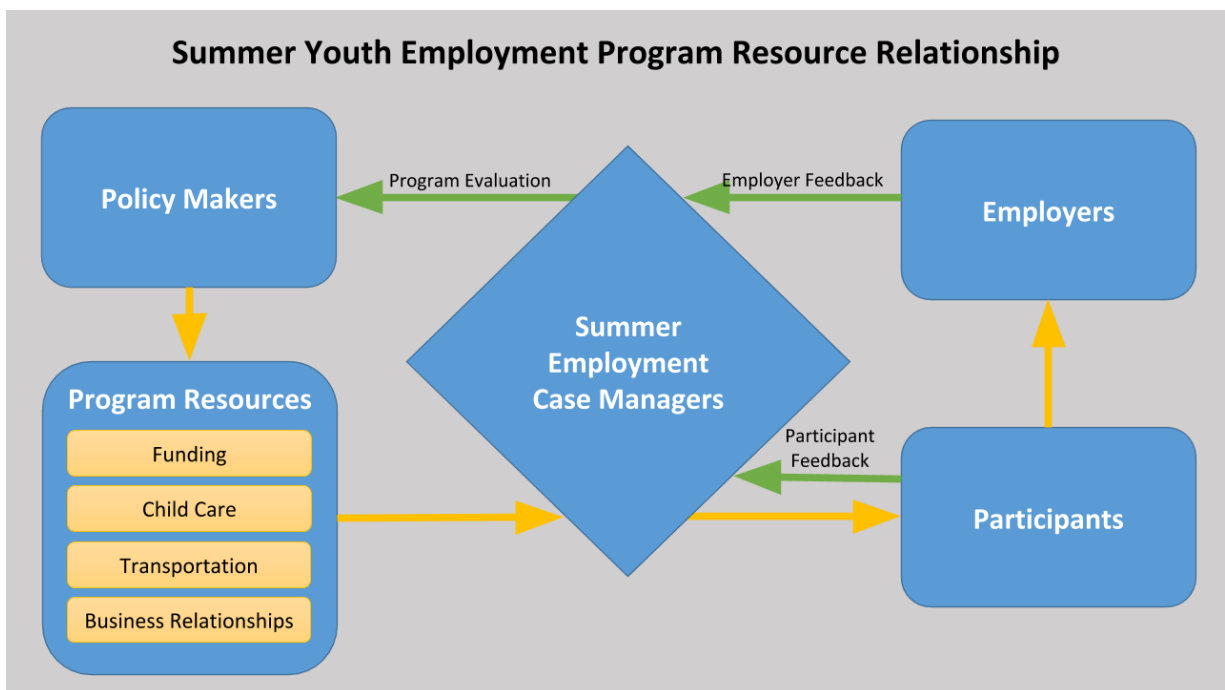 Summer Youth Employment Program Resource Relationship
Policy Makers
Program Evaluation
Employer Feedback
Employers
Summer
Employment
Case Managers
Program Resources
Funding
Child Care
Transportation
Business Relationships
Participant
Feedback
Participants